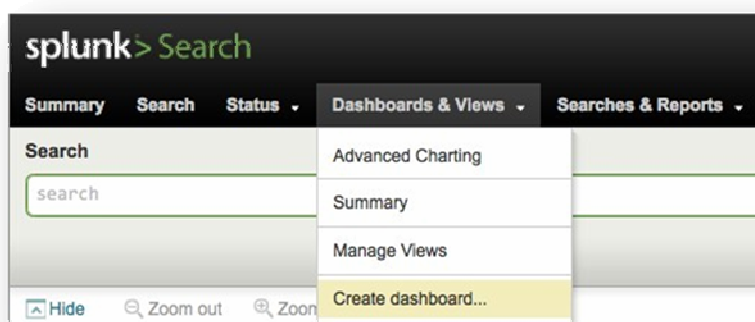 splunk> Search
Summary Search Status Dashboards & Views Searches & Reports
Search
search
Advanced Charting
Summary
Manage Views
Create dashboard...
Hide Zoom out Zoon